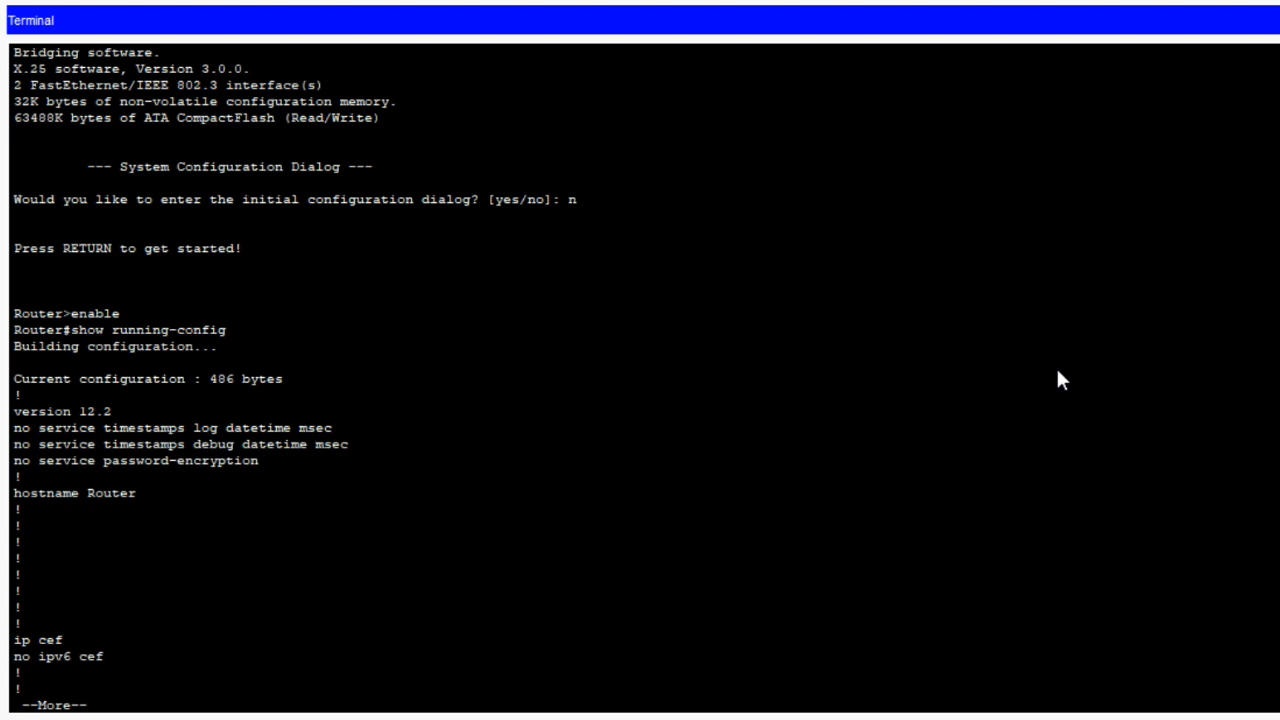 Terminal
Bridging software.
X.25 software, Version 3.0.0.
2 FastEthernet/IEEE 802.3 interface(s)
32K bytes of non-volatile configuration memory.
63488K bytes of ATA CompactFlash (Read/Write)
--- System Configuration Dialog ---
Would you like to enter the initial configuration dialog? [yes/no]: n
Press RETURN to get started!
Router>enable
Router#show running-config
Building configuration...
Current configuration : 486 bytes
!
version 12.2
no service timestamps log datetime msec
no service timestamps debug datetime msec
no service password-encryption
!
hostname Router
!
!
!
!
!
!
!
!
ip cef
no ipv6 cef
!
!
--More--